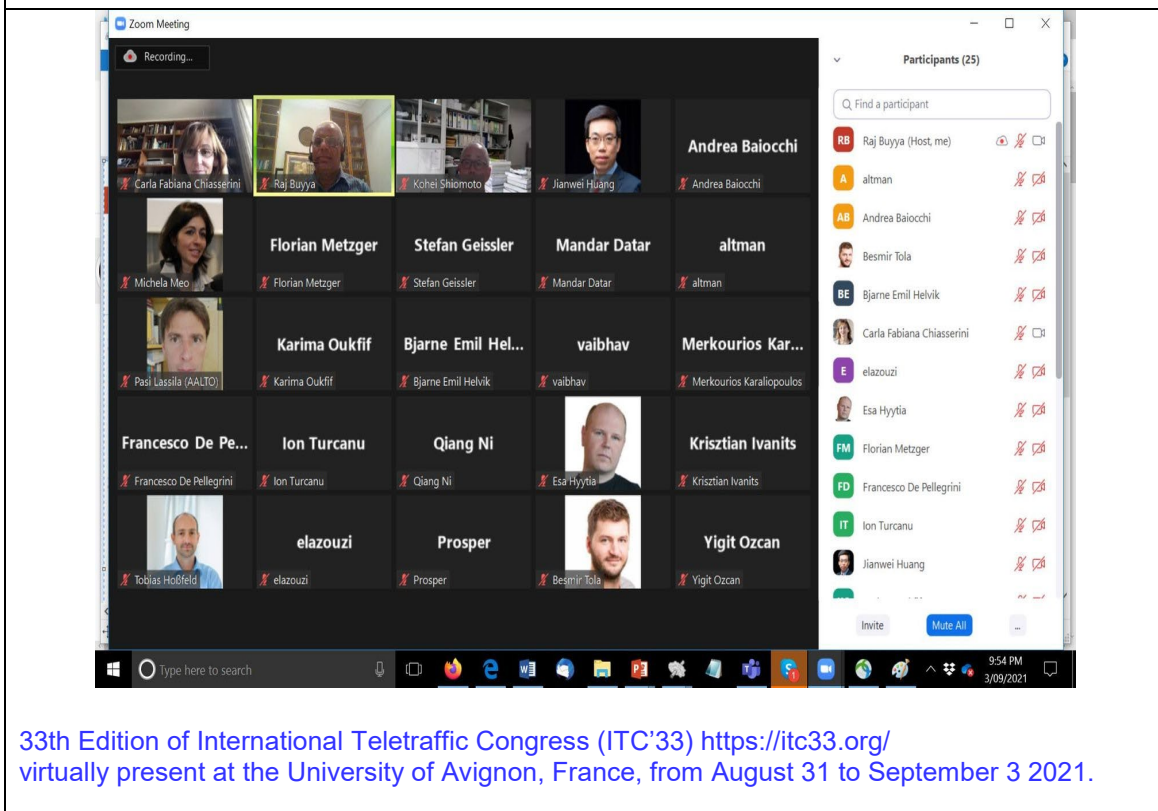 Zoom Meeting
Recording...
Carla Fabiana Chiasserini
Raj Buyya
Kohei Shiomoto
Jianwei Huang
Andrea Baiocchi
Andrea Baiocchi
Michela Meo
Florian Metzger
Florian Metzger
Stefan Geissler
Stefan Geissler
Mandar Datar
Mandar Datar
altman
altman
Pasi Lassila (AALTO)
Karima Oukfif
Karima Oukfif
Bjarne Emil Hel...
Bjarne Emil Helvik
vaibhav
vaibhav
Merkourios Kar...
Merkourios Karaliopoulos
Francesco De Pe...
Francesco De Pellegrini
Ion Turcanu
Ion Turcanu
Qiang Ni
Qiang Ni
Esa Hyytia
Krisztian Ivanits
Krisztian Ivanits
Tobias Hoßfeld
elazouzi
elazouzi
Prosper
Prosper
Besmir Tola
Yigit Ozcan
Yigit Ozcan
Participants (25)
Find a participant
RB Raj Buyya (Host, me)
A altman
AB Andrea Baiocchi
Besmir Tola
BE Bjarne Emil Helvik
Carla Fabiana Chiasserini
E elazouzi
Esa Hyytia
FM Florian Metzger
FD Francesco De Pellegrini
IT Ion Turcanu
Jianwei Huang
Invite
Mute All
...
Type here to search
9:54 PM
3/09/2021
33th Edition of International Teletraffic Congress (ITC’33) https://itc33.org/
virtually present at the University of Avignon, France, from August 31 to September 3 2021.